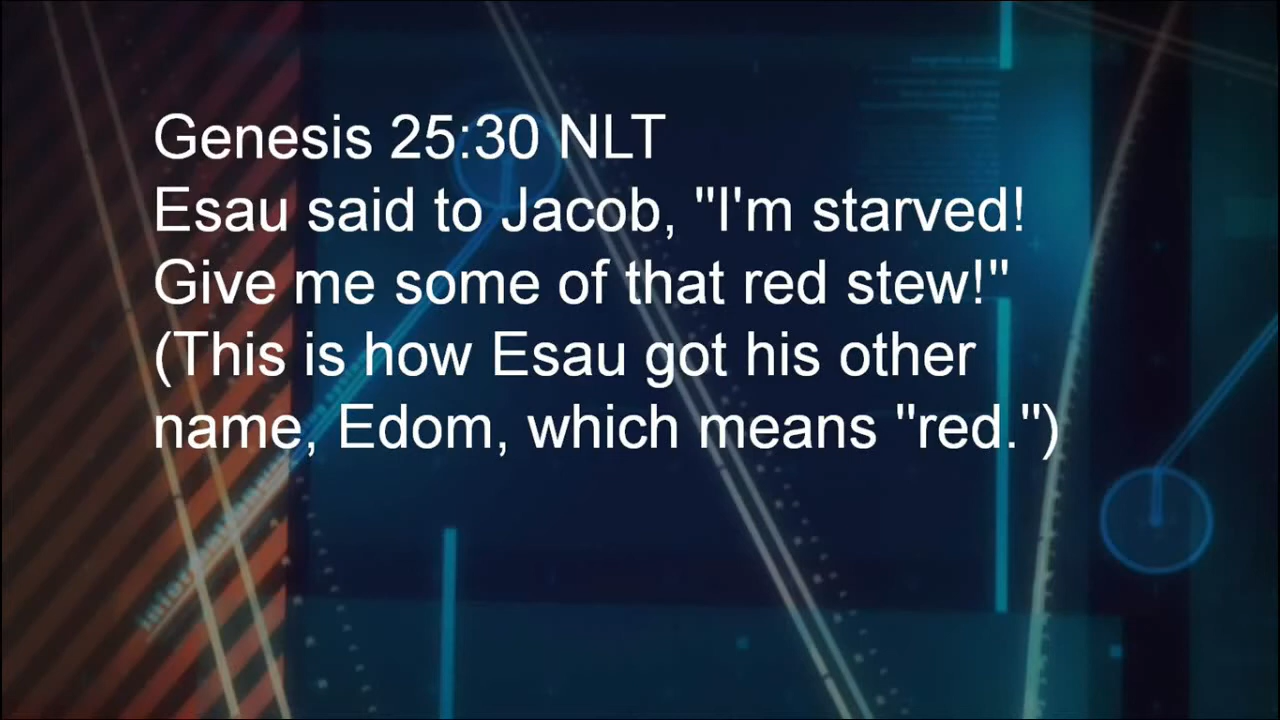 Genesis 25:30 NLT
Esau said to Jacob, "I'm starved!
Give me some of that red stew!"
(This is how Esau got his other
name, Edom, which means "red.")